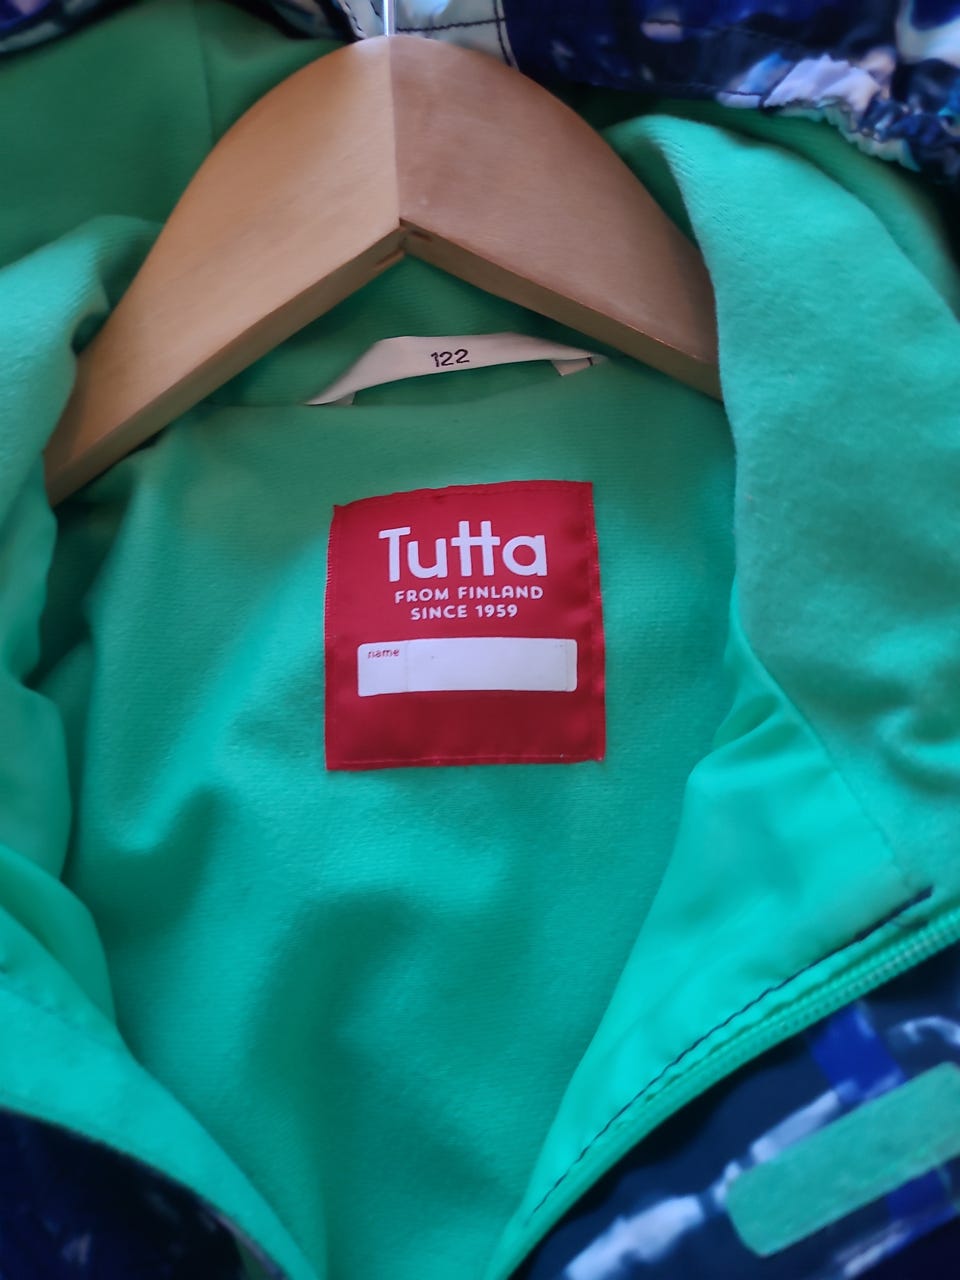 122
Tutta
FROM FINLAND
SINCE 1959
name